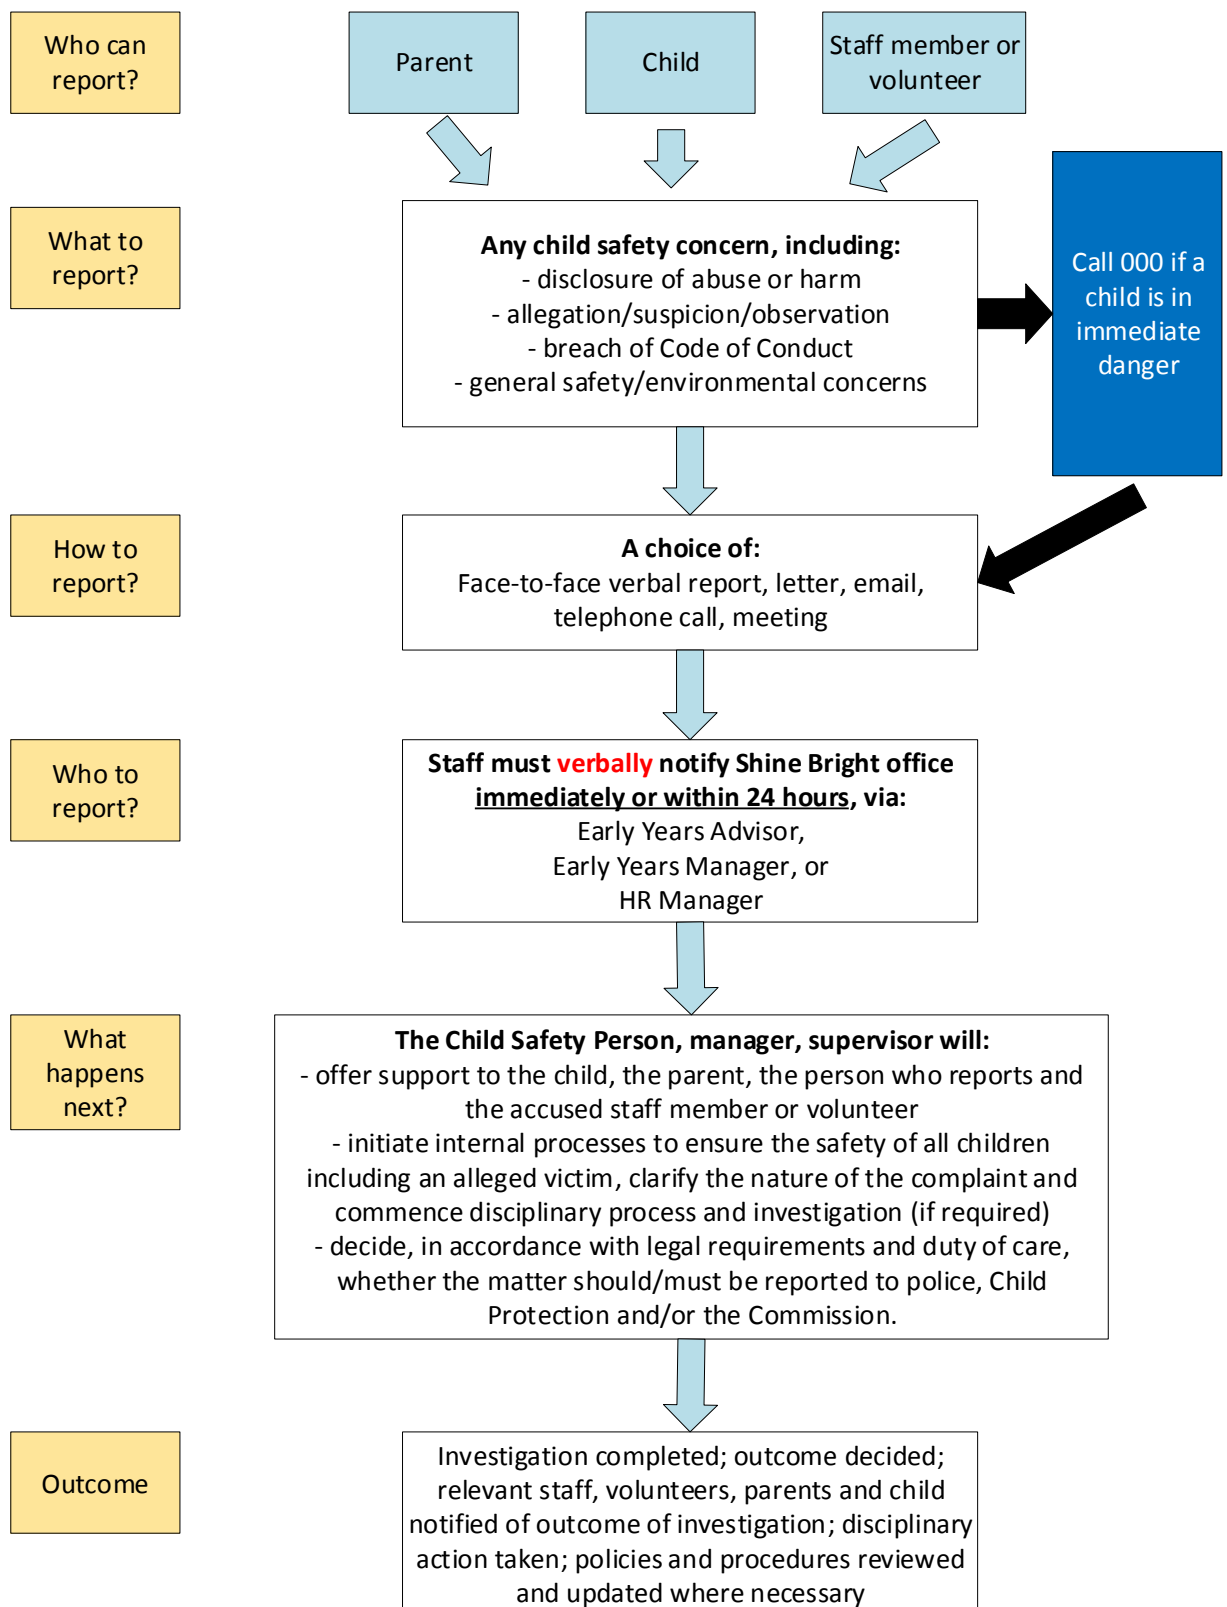 Who can
report?
Parent
Child
Staff member or
volunteer
What to
report?
Any child safety concern, including:
- disclosure of abuse or harm
- allegation/suspicion/observation
- breach of Code of Conduct
- general safety/environmental concerns
Call 000 if a
child is in
immediate
danger
How to
report?
A choice of:
Face-to-face verbal report, letter, email,
telephone call, meeting
Who to
report?
Staff must verbally notify Shine Bright office
immediately or within 24 hours, via:
Early Years Advisor,
Early Years Manager, or
HR Manager
What
happens
next?
The Child Safety Person, manager, supervisor will:
- offer support to the child, the parent, the person who reports and
the accused staff member or volunteer
- initiate internal processes to ensure the safety of all children
including an alleged victim, clarify the nature of the complaint and
commence disciplinary process and investigation (if required)
- decide, in accordance with legal requirements and duty of care,
whether the matter should/must be reported to police, Child
Protection and/or the Commission.
Outcome
Investigation completed; outcome decided;
relevant staff, volunteers, parents and child
notified of outcome of investigation; disciplinary
action taken; policies and procedures reviewed
and updated where necessary